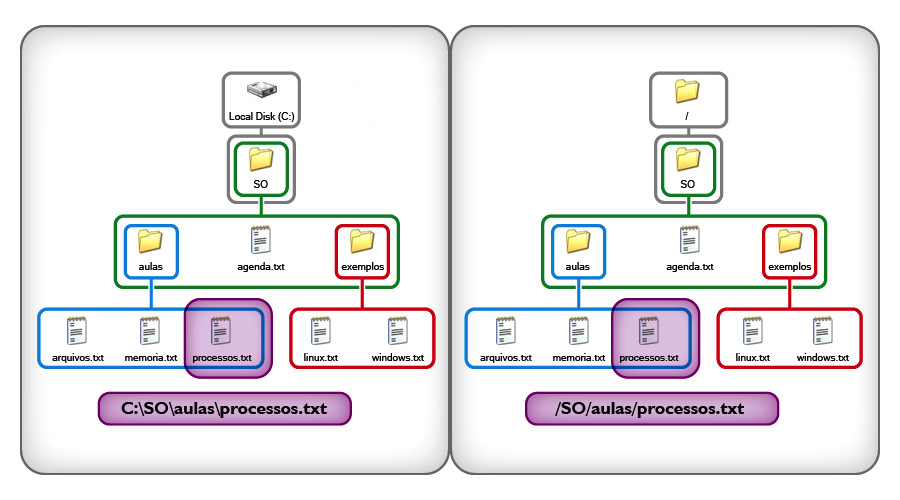 Local Disk (C:)
SO
aulas
agenda.txt
exemplos
arquivos.txt
memoria.txt
processos.txt
linux.txt
windows.txt
C:\SO\aulas\processos.txt
/
SO
aulas
agenda.txt
exemplos
arquivos.txt
memoria.txt
processos.txt
linux.txt
windows.txt
/SO/aulas/processos.txt